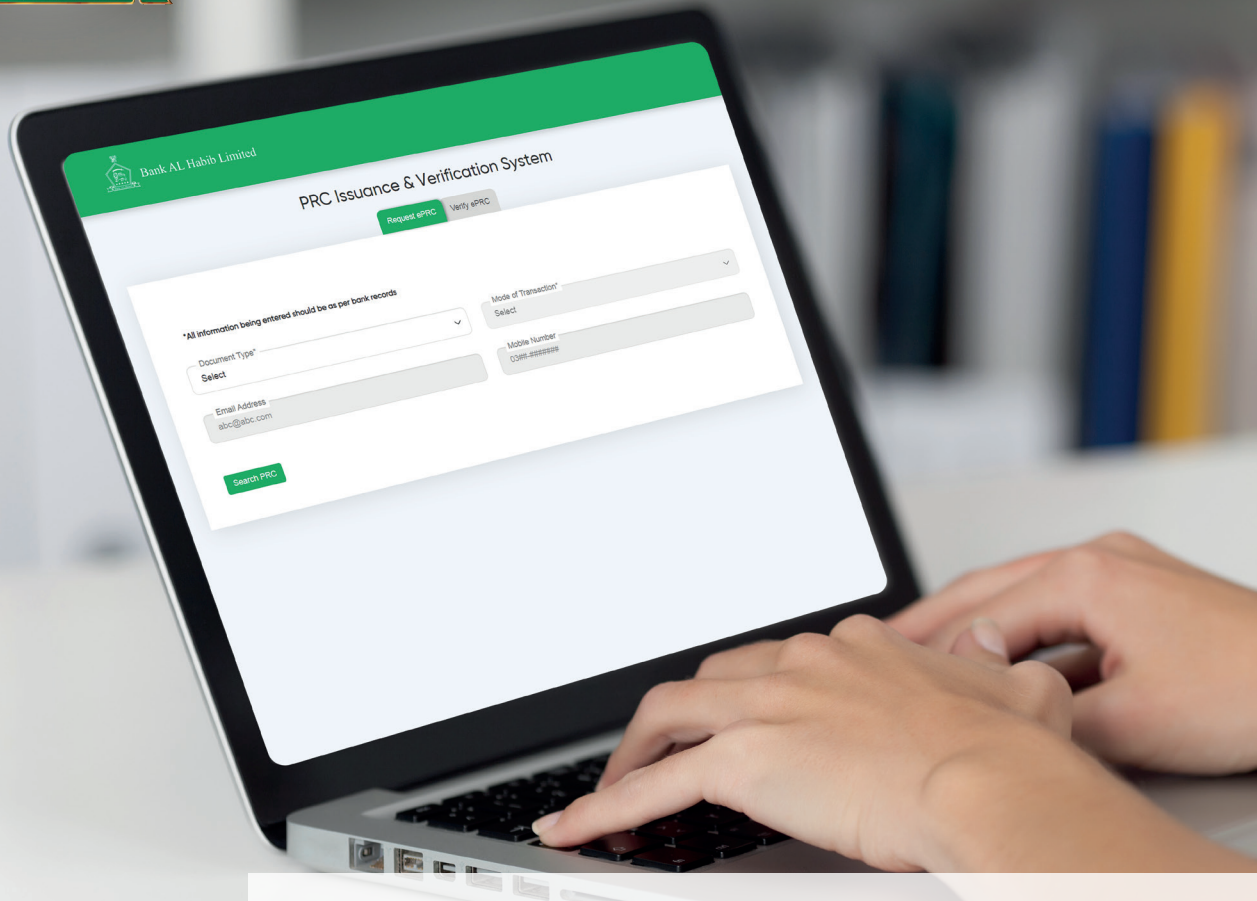 Bank AL Habib Limited
PRC Issuance & Verification System
Request ePRC
Verify ePRC
*All information being entered should be as per bank records
Document Type*
Select
Mode of Transaction*
Select
Email Address
abc@abc.com
Mobile Number
03##-#######
Search PRC